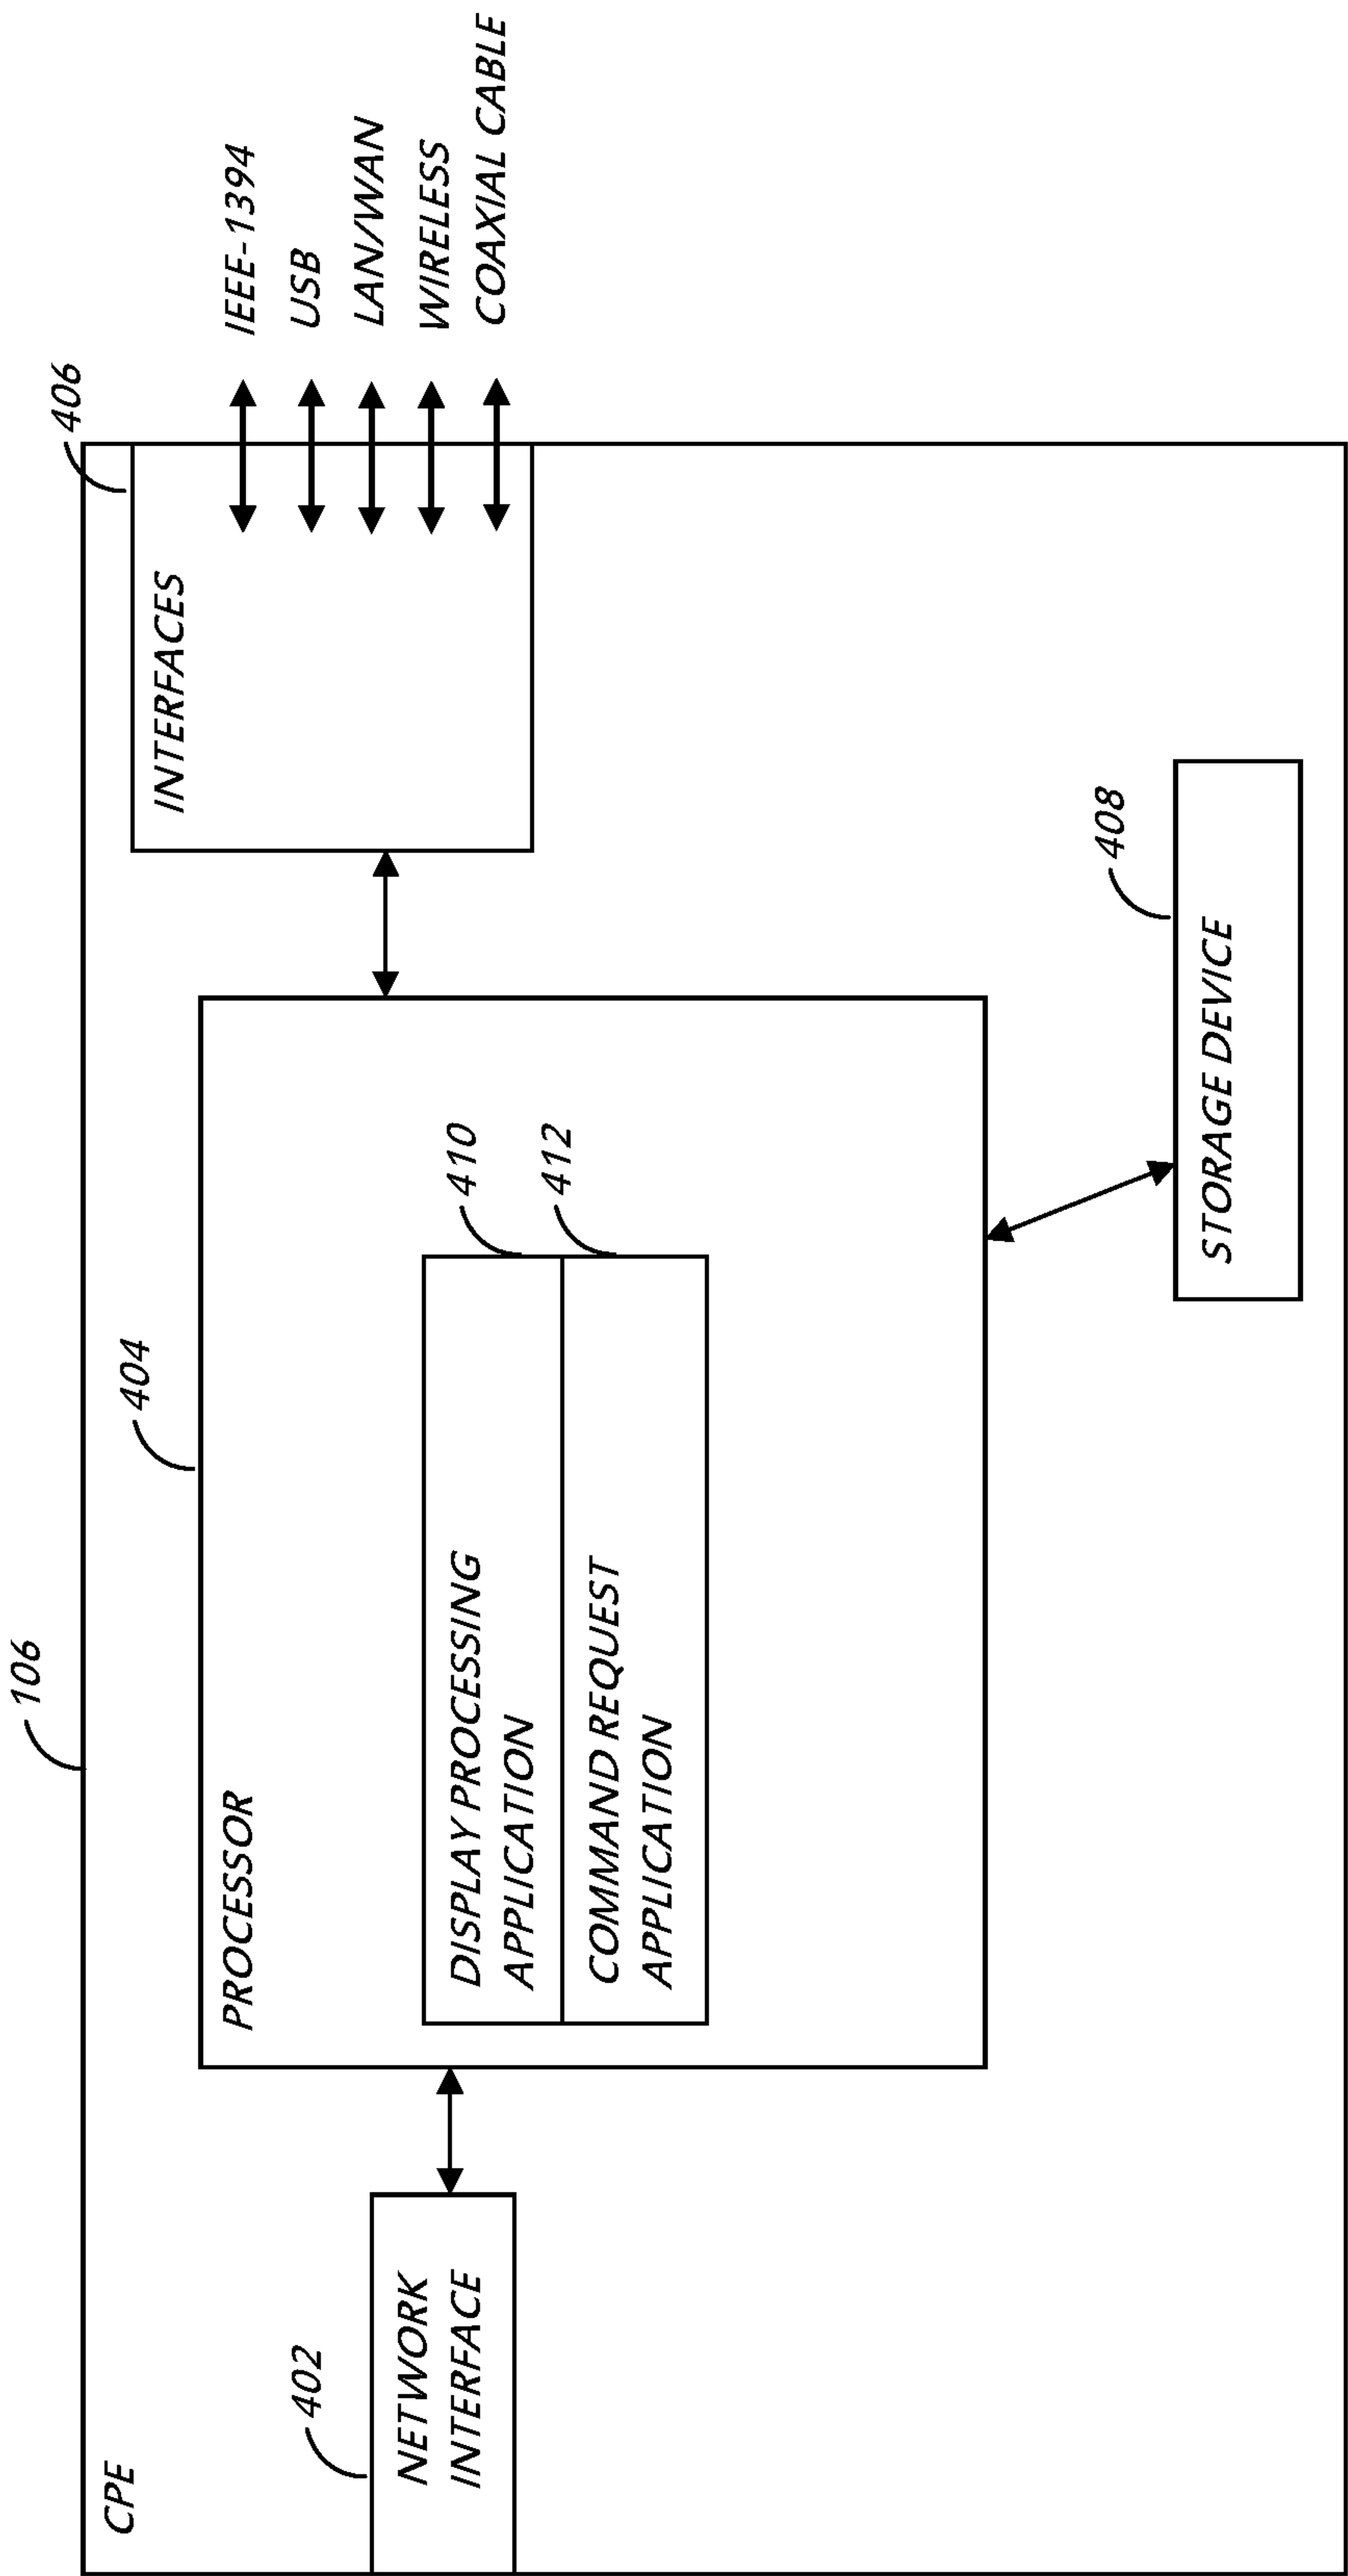 106
CPE
404
406
PROCESSOR
INTERFACES
IEEE-1394
USB
LAN/WAN
WIRELESS
COAXIAL CABLE
402
NETWORK
INTERFACE
410
DISPLAY PROCESSING
APPLICATION
412
COMMAND REQUEST
APPLICATION
408
STORAGE DEVICE